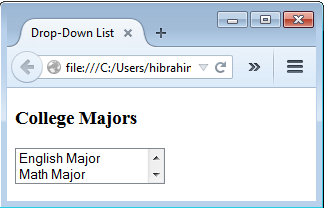 Drop-Down List
file:///C:/Users/hibrahir
College Majors
English Major
Math Major